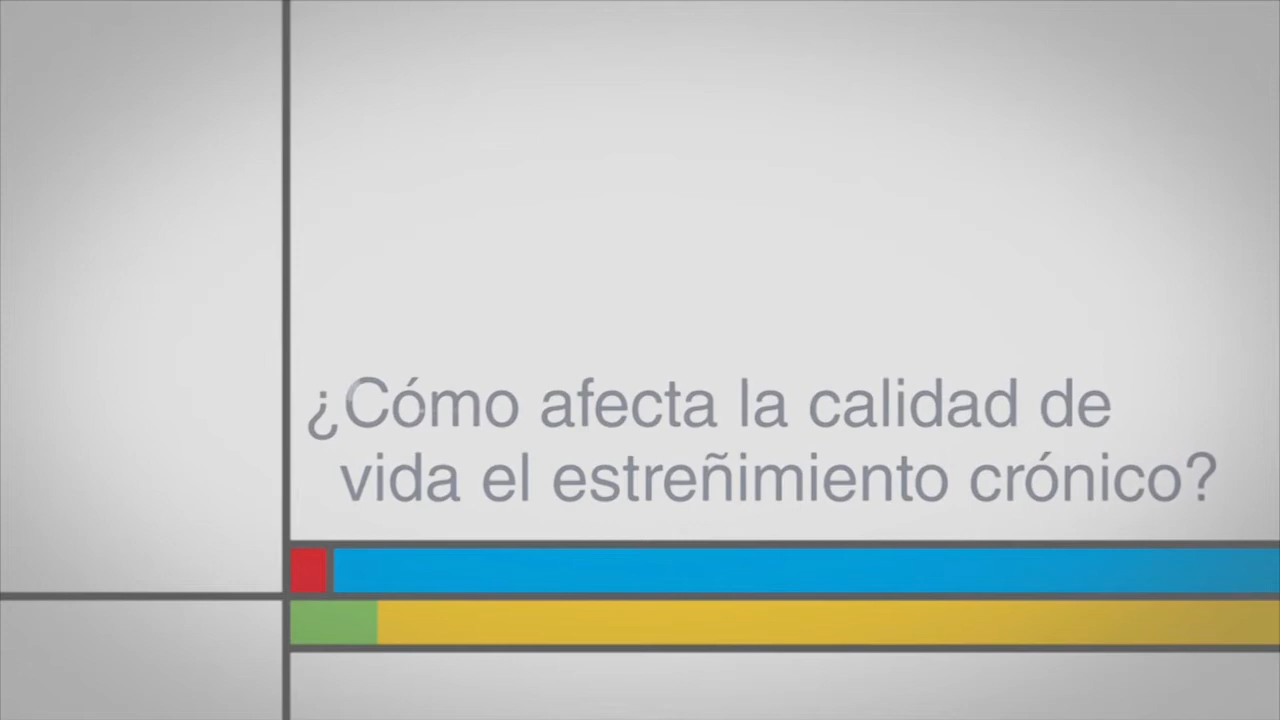 ¿Cómo afecta la calidad de
vida el estreñimiento crónico?